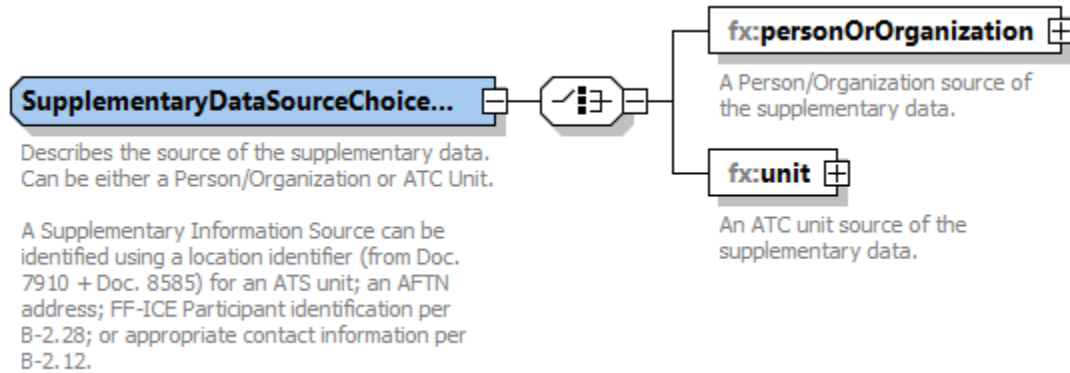 fx:personOrOrganization
A Person/Organization source of
the supplementary data.
SupplementaryDataSourceChoice...
Describes the source of the supplementary data.
Can be either a Person/Organization or ATC Unit.
A Supplementary Information Source can be
identified using a location identifier (from Doc.
7910 + Doc. 8585) for an ATS unit; an AFTN
address; FF-ICE Participant identification per
B-2.28; or appropriate contact information per
B-2.12.
fx:unit
An ATC unit source of the
supplementary data.